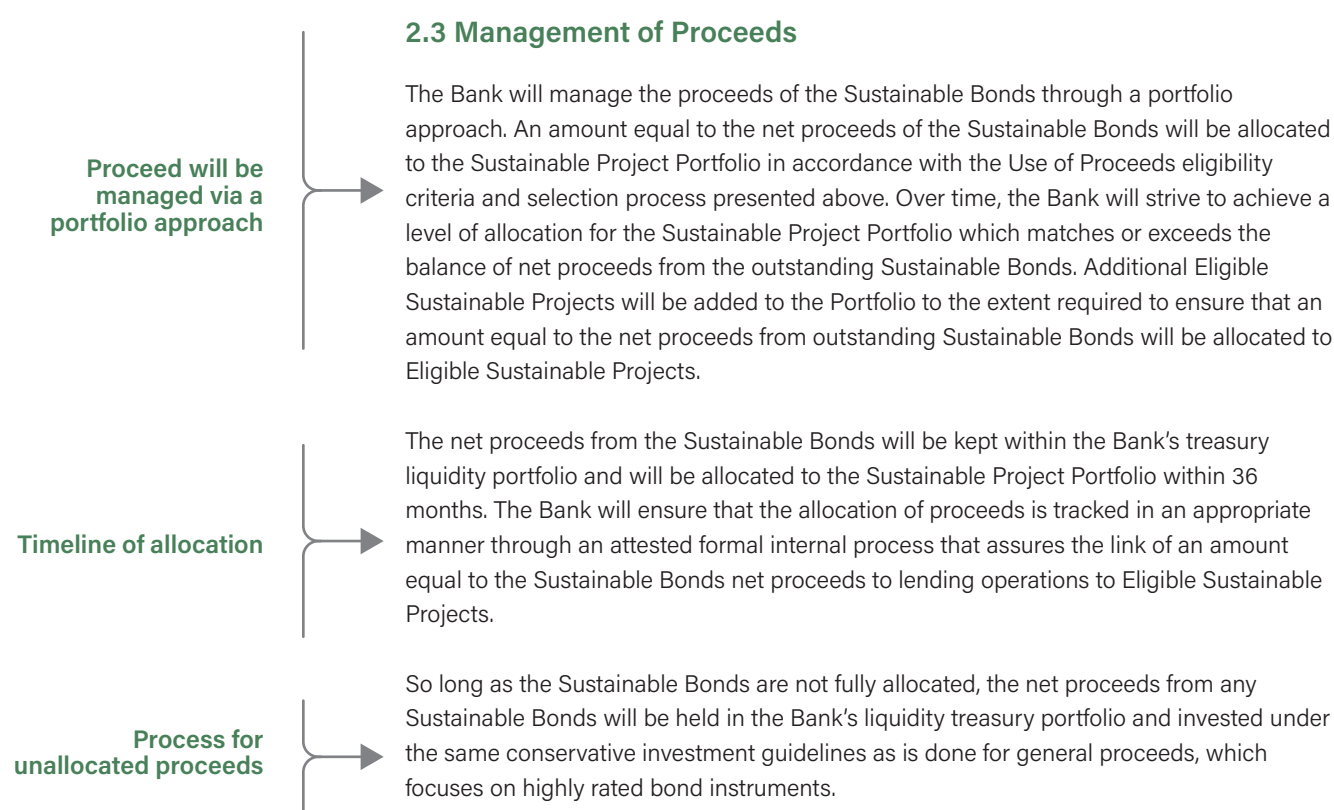 2.3 Management of Proceeds
Proceed will be
managed via a
portfolio approach
The Bank will manage the proceeds of the Sustainable Bonds through a portfolio
approach. An amount equal to the net proceeds of the Sustainable Bonds will be allocated
to the Sustainable Project Portfolio in accordance with the Use of Proceeds eligibility
criteria and selection process presented above. Over time, the Bank will strive to achieve a
level of allocation for the Sustainable Project Portfolio which matches or exceeds the
balance of net proceeds from the outstanding Sustainable Bonds. Additional Eligible
Sustainable Projects will be added to the Portfolio to the extent required to ensure that an
amount equal to the net proceeds from outstanding Sustainable Bonds will be allocated to
Eligible Sustainable Projects.
Timeline of allocation
The net proceeds from the Sustainable Bonds will be kept within the Bank’s treasury
liquidity portfolio and will be allocated to the Sustainable Project Portfolio within 36
months. The Bank will ensure that the allocation of proceeds is tracked in an appropriate
manner through an attested formal internal process that assures the link of an amount
equal to the Sustainable Bonds net proceeds to lending operations to Eligible Sustainable
Projects.
Process for
unallocated proceeds
So long as the Sustainable Bonds are not fully allocated, the net proceeds from any
Sustainable Bonds will be held in the Bank’s liquidity treasury portfolio and invested under
the same conservative investment guidelines as is done for general proceeds, which
focuses on highly rated bond instruments.